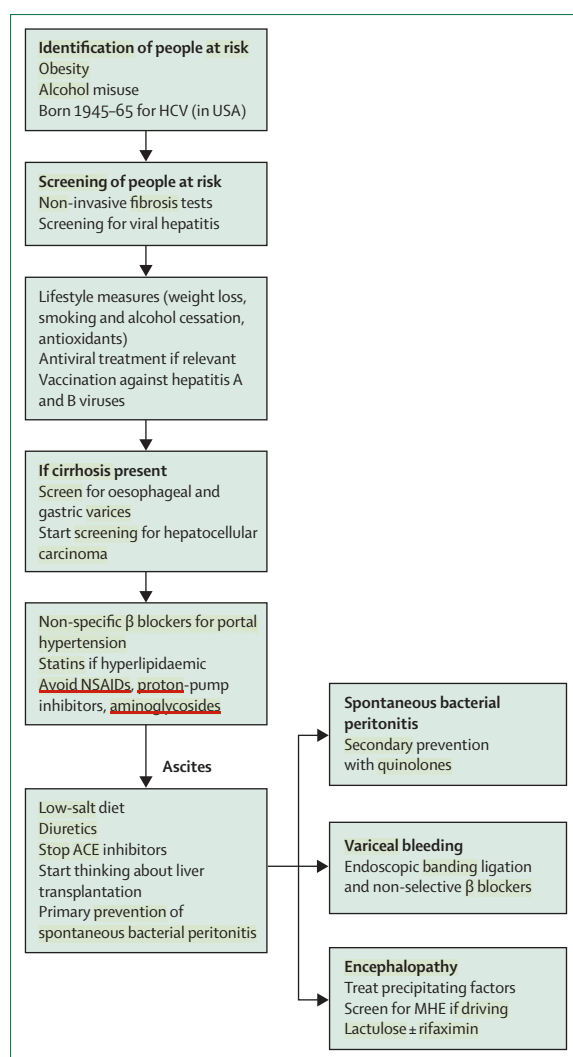 Identification of people at risk
Obesity
Alcohol misuse
Born 1945–65 for HCV (in USA)
Screening of people at risk
Non-invasive fibrosis tests
Screening for viral hepatitis
Lifestyle measures (weight loss,
smoking and alcohol cessation,
antioxidants)
Antiviral treatment if relevant
Vaccination against hepatitis A
and B viruses
If cirrhosis present
Screen for oesophageal and
gastric varices
Start screening for hepatocellular
carcinoma
Non-specific β blockers for portal
hypertension
Statins if hyperlipidaemic
Avoid NSAIDs, proton-pump
inhibitors, aminoglycosides
Ascites
Low-salt diet
Diuretics
Stop ACE inhibitors
Start thinking about liver
transplantation
Primary prevention of
spontaneous bacterial peritonitis
Spontaneous bacterial
peritonitis
Secondary prevention
with quinolones
Variceal bleeding
Endoscopic banding ligation
and non-selective β blockers
Encephalopathy
Treat precipitating factors
Screen for MHE if driving
Lactulose ± rifaximin